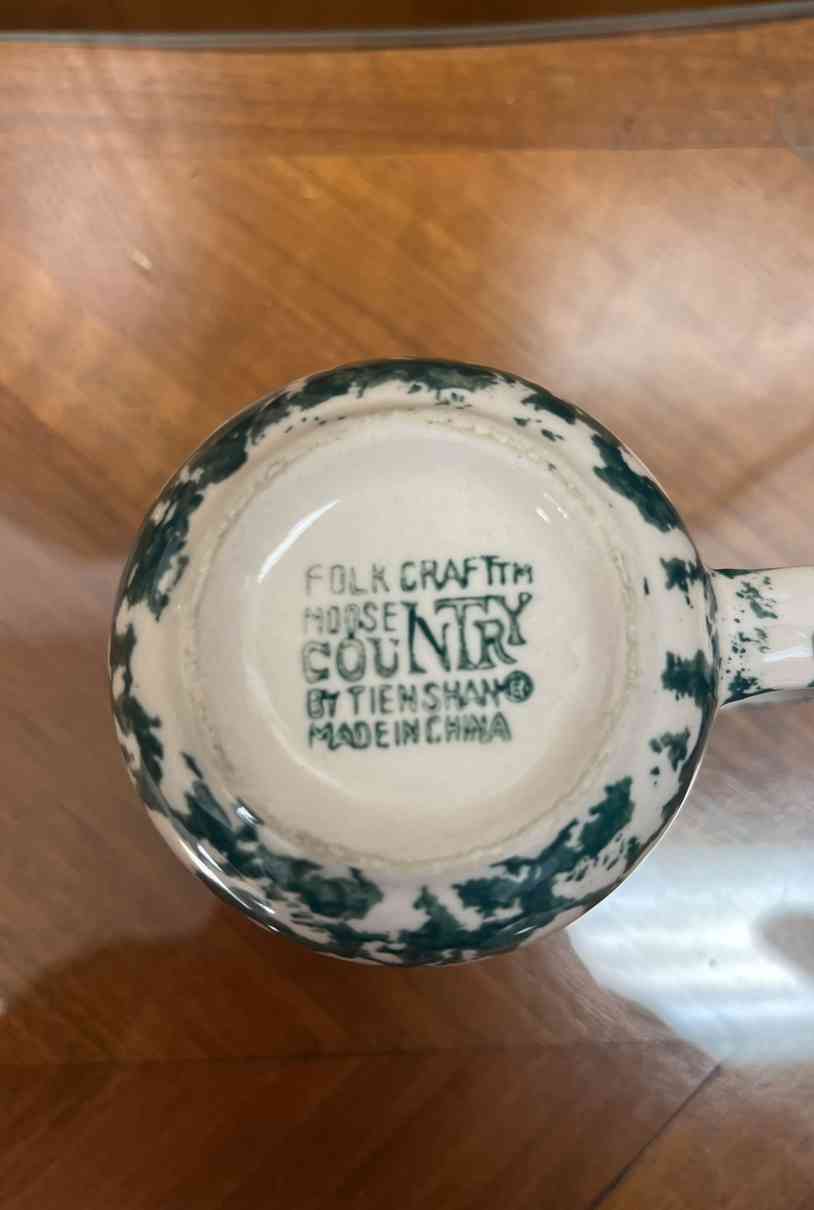 FOLK CRAFT TM
MOOSE COUNTRY
BY TIENSHAN ®
MADE IN CHINA